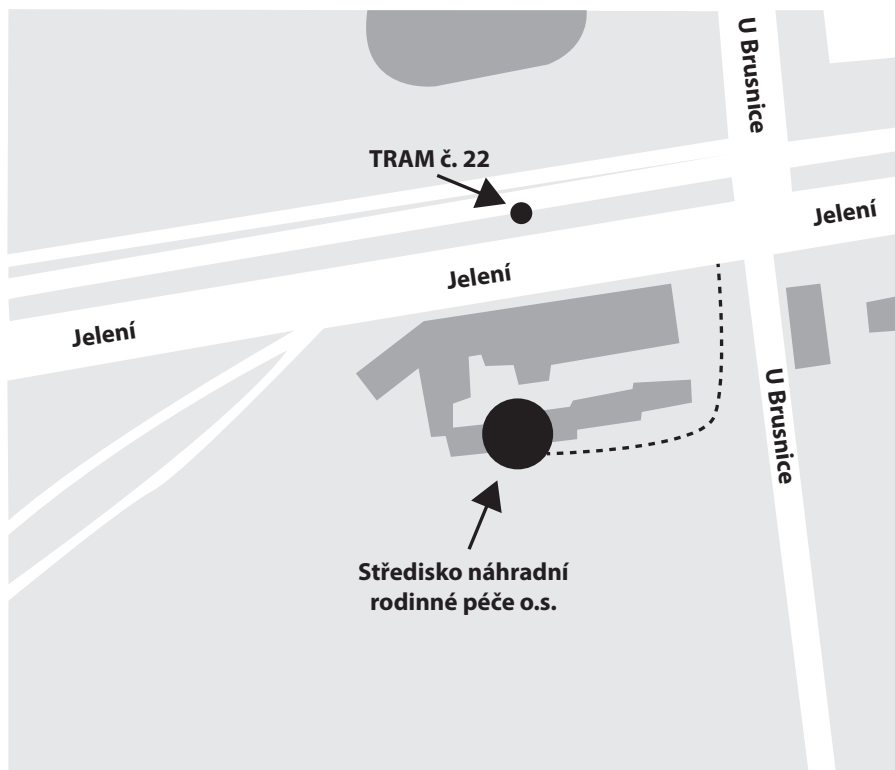 U Brusnice
TRAM č. 22
Jelení
Jelení
Jelení
U Brusnice
Středisko náhradní
rodinné péče o.s.